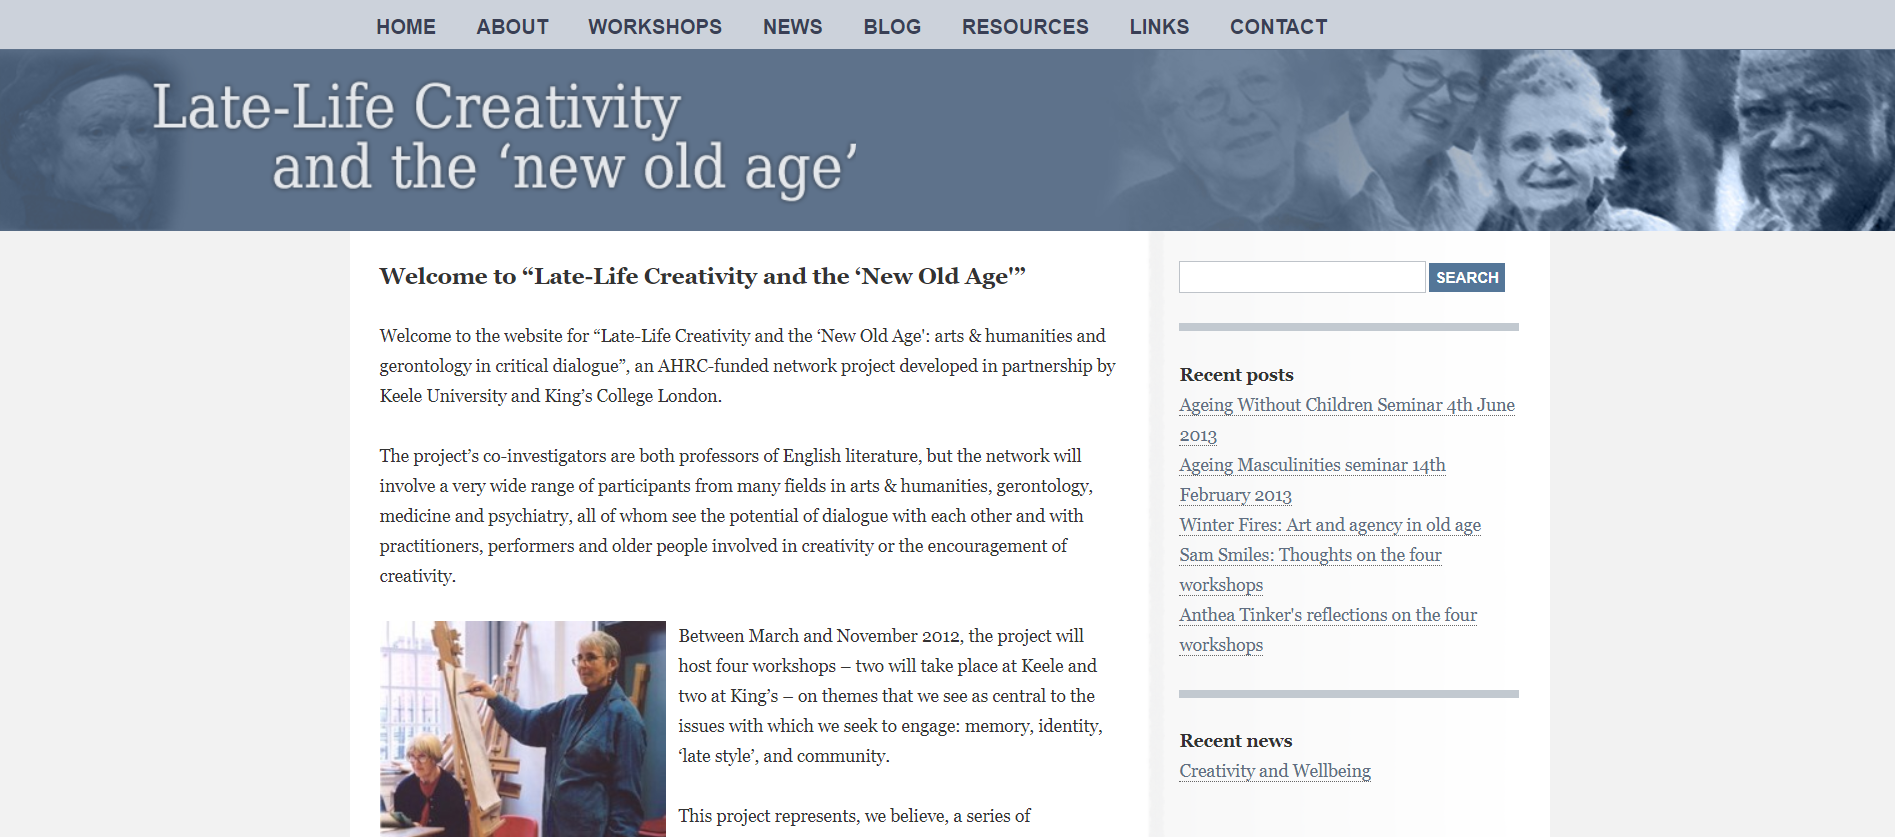 HOME ABOUT WORKSHOPS NEWS BLOG RESOURCES LINKS CONTACT
Late-Life Creativity
and the ‘new old age’
Welcome to “Late-Life Creativity and the ‘New Old Age'”
Welcome to the website for “Late-Life Creativity and the ‘New Old Age': arts & humanities and
gerontology in critical dialogue”, an AHRC-funded network project developed in partnership by
Keele University and King’s College London.
The project’s co-investigators are both professors of English literature, but the network will
involve a very wide range of participants from many fields in arts & humanities, gerontology,
medicine and psychiatry, all of whom see the potential of dialogue with each other and with
practitioners, performers and older people involved in creativity or the encouragement of
creativity.
Between March and November 2012, the project will
host four workshops – two will take place at Keele and
two at King’s – on themes that we see as central to the
issues with which we seek to engage: memory, identity,
‘late style’, and community.
This project represents, we believe, a series of
SEARCH
Recent posts
Ageing Without Children Seminar 4th June
2013
Ageing Masculinities seminar 14th
February 2013
Winter Fires: Art and agency in old age
Sam Smiles: Thoughts on the four
workshops
Anthea Tinker's reflections on the four
workshops
Recent news
Creativity and Wellbeing